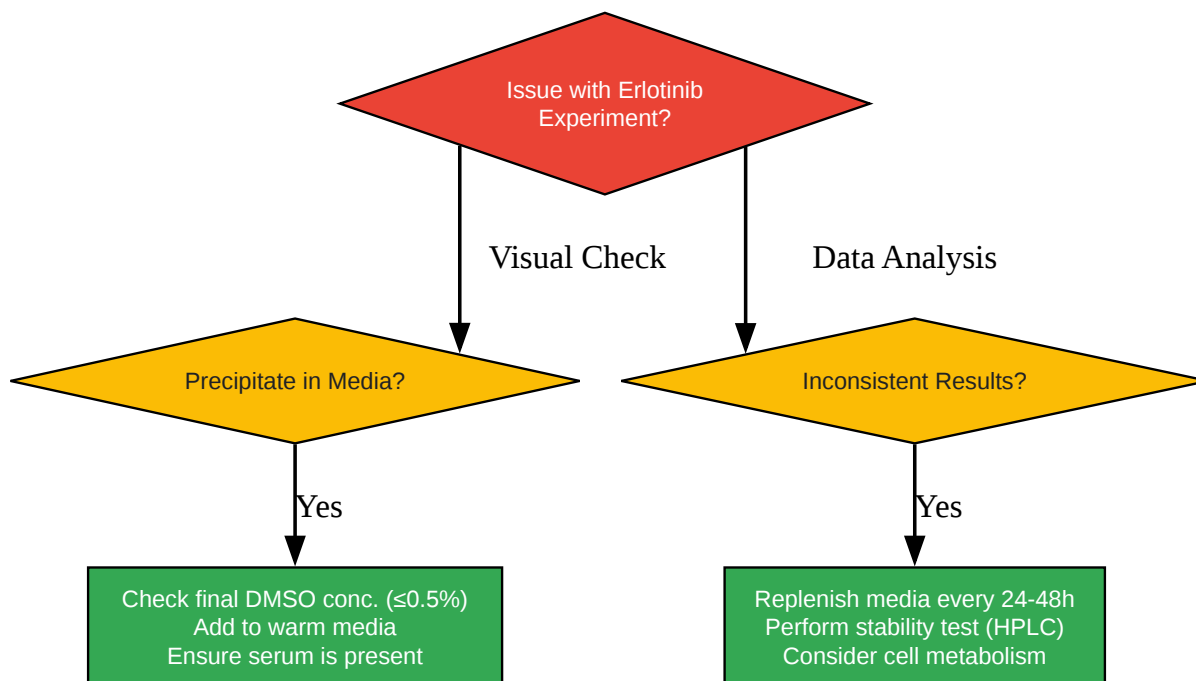 Issue with Erlotinib
Experiment?
Visual Check
Data Analysis
Precipitate in Media?
Inconsistent Results?
Yes
Yes
Check final DMSO conc. (≤0.5%)
Add to warm media
Ensure serum is present
Replenish media every 24-48h
Perform stability test (HPLC)
Consider cell metabolism